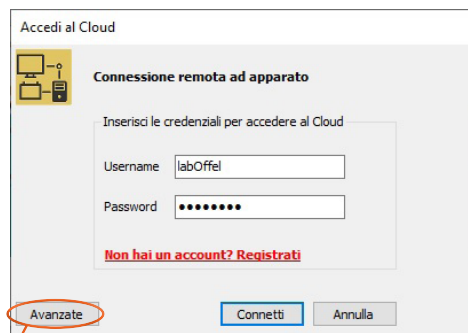 Accedi al Cloud
Connessione remota ad apparato
Inserisci le credenziali per accedere al Cloud
Username labOffel
Password ••••••••
Non hai un account? Registrati
Avanzate Connetti Annulla